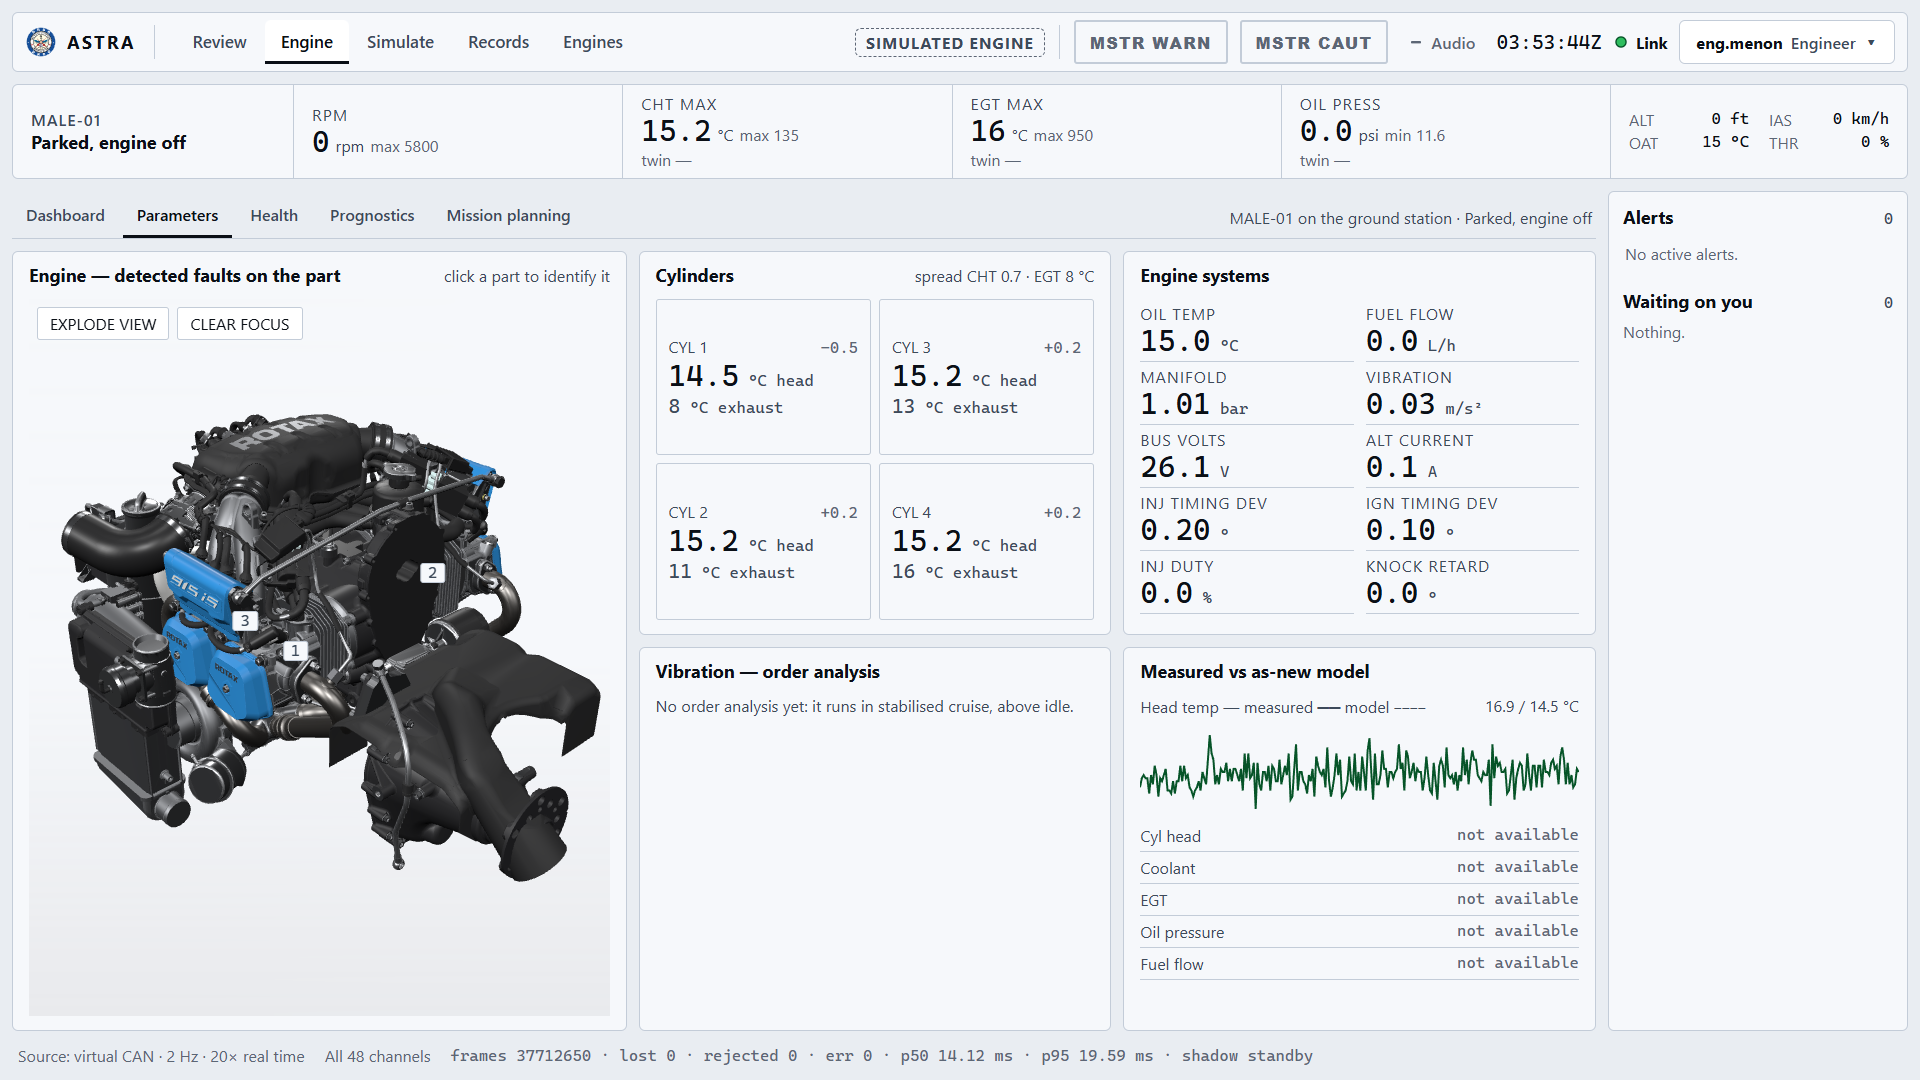 ASTRA
Review Engine Simulate Records Engines
SIMULATED ENGINE
MSTR WARN MSTR CAUT
– Audio 03:53:44Z Link
eng.menon Engineer ▾
MALE-01
Parked, engine off
RPM
0 rpm max 5800
CHT MAX
15.2 °C max 135
twin —
EGT MAX
16 °C max 950
twin —
OIL PRESS
0.0 psi min 11.6
twin —
ALT 0 ft IAS 0 km/h
OAT 15 °C THR 0 %
Dashboard Parameters Health Prognostics Mission planning
MALE-01 on the ground station · Parked, engine off
Engine — detected faults on the part
click a part to identify it
EXPLODE VIEW CLEAR FOCUS
ROTAX
915 iS
ROTAX
ROTAX
2
3
1
Cylinders
spread CHT 0.7 · EGT 8 °C
CYL 1 −0.5
14.5 °C head
8 °C exhaust
CYL 3 +0.2
15.2 °C head
13 °C exhaust
CYL 2 +0.2
15.2 °C head
11 °C exhaust
CYL 4 +0.2
15.2 °C head
16 °C exhaust
Engine systems
OIL TEMP
15.0 °C
FUEL FLOW
0.0 L/h
MANIFOLD
1.01 bar
VIBRATION
0.03 m/s²
BUS VOLTS
26.1 V
ALT CURRENT
0.1 A
INJ TIMING DEV
0.20 °
IGN TIMING DEV
0.10 °
INJ DUTY
0.0 %
KNOCK RETARD
0.0 °
Vibration — order analysis
No order analysis yet: it runs in stabilised cruise, above idle.
Measured vs as-new model
Head temp — measured — model ---- 16.9 / 14.5 °C
Cyl head not available
Coolant not available
EGT not available
Oil pressure not available
Fuel flow not available
Alerts 0
No active alerts.
Waiting on you 0
Nothing.
Source: virtual CAN · 2 Hz · 20× real time All 48 channels frames 37712650 · lost 0 · rejected 0 · err 0 · p50 14.12 ms · p95 19.59 ms · shadow standby